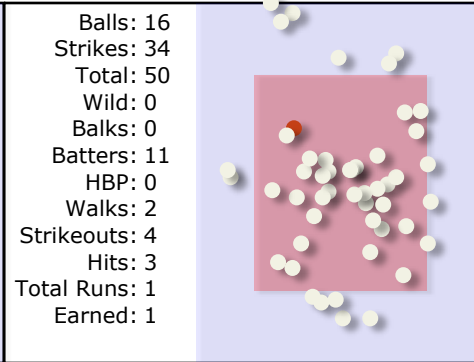 Balls: 16
Strikes: 34
Total: 50
Wild: 0
Balks: 0
Batters: 11
HBP: 0
Walks: 2
Strikeouts: 4
Hits: 3
Total Runs: 1
Earned: 1